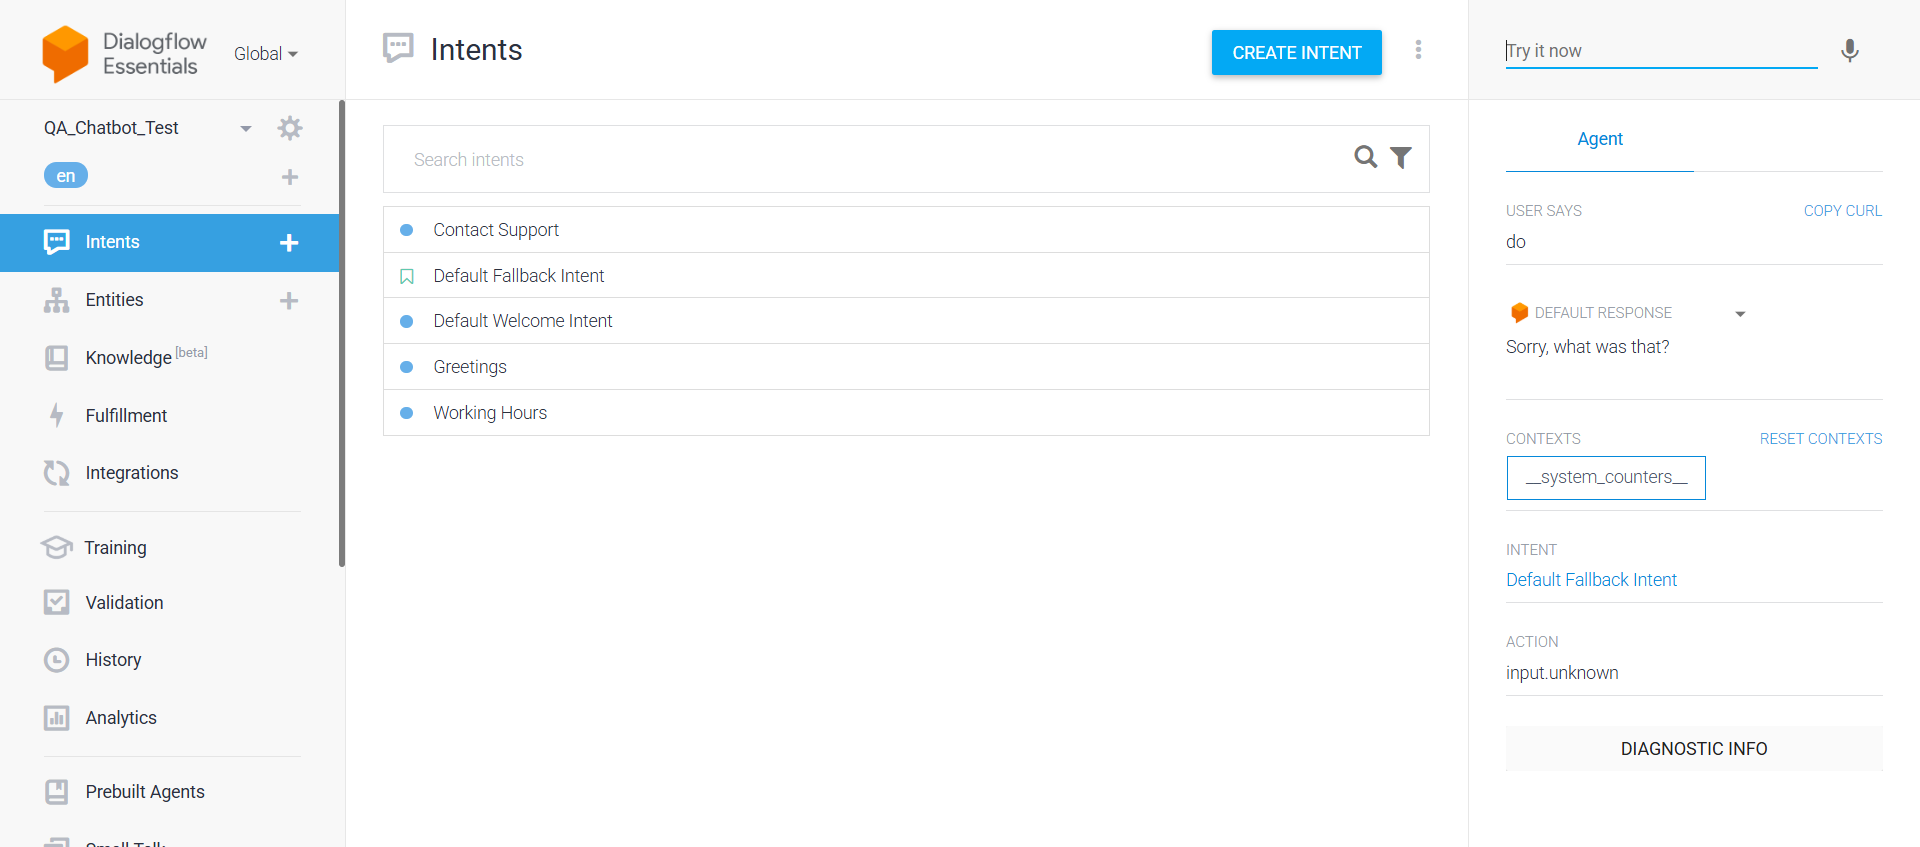 Dialogflow
Essentials
Global
QA_Chatbot_Test
en
Intents
Entities
Knowledge [beta]
Fulfillment
Integrations
Training
Validation
History
Analytics
Prebuilt Agents
Small Talk
Intents
CREATE INTENT
Search intents
Contact Support
Default Fallback Intent
Default Welcome Intent
Greetings
Working Hours
Try it now
Agent
USER SAYS COPY CURL
do
DEFAULT RESPONSE
Sorry, what was that?
CONTEXTS RESET CONTEXTS
__system_counters__
INTENT
Default Fallback Intent
ACTION
input.unknown
DIAGNOSTIC INFO